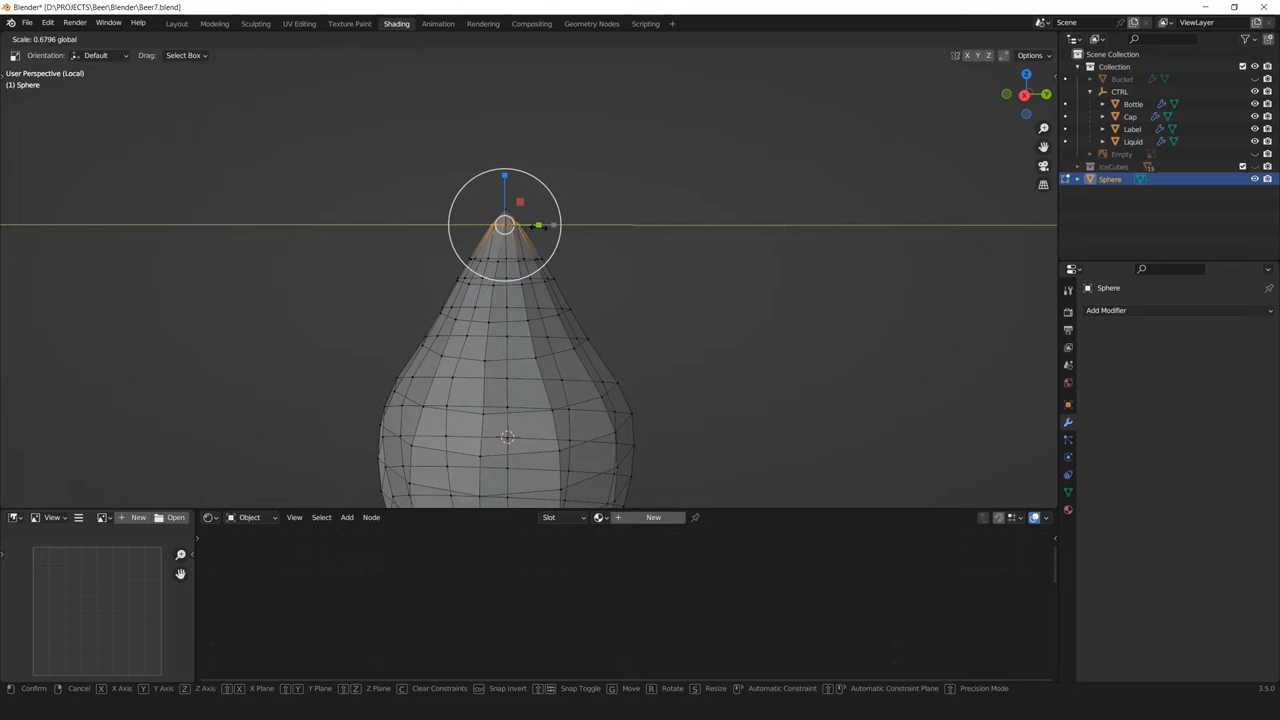 Blender* [D:\PROJECTS\Beer\Blender\Beer7.blend]
File Edit Render Window Help Layout Modeling Sculpting UV Editing Texture Paint Shading Animation Rendering Compositing Geometry Nodes Scripting + Scene ViewLayer
Scale: 0.6796 global
Orientation: Default Drag: Select Box X Y Z Options
User Perspective (Local)
(1) Sphere
Z
X
Y
Scene Collection
Collection
Bucket
CTRL
Bottle
Cap
Label
Liquid
Empty
IceCubes 15
Sphere
Sphere
Add Modifier
View + New Open Object View Select Add Node Slot + New
Confirm Cancel X X Axis Y Y Axis Z Z Axis X X Plane Y Y Plane Z Z Plane C Clear Constraints Ctrl Snap Invert Snap Toggle G Move R Rotate S Resize Automatic Constraint Automatic Constraint Plane Precision Mode 3.5.0